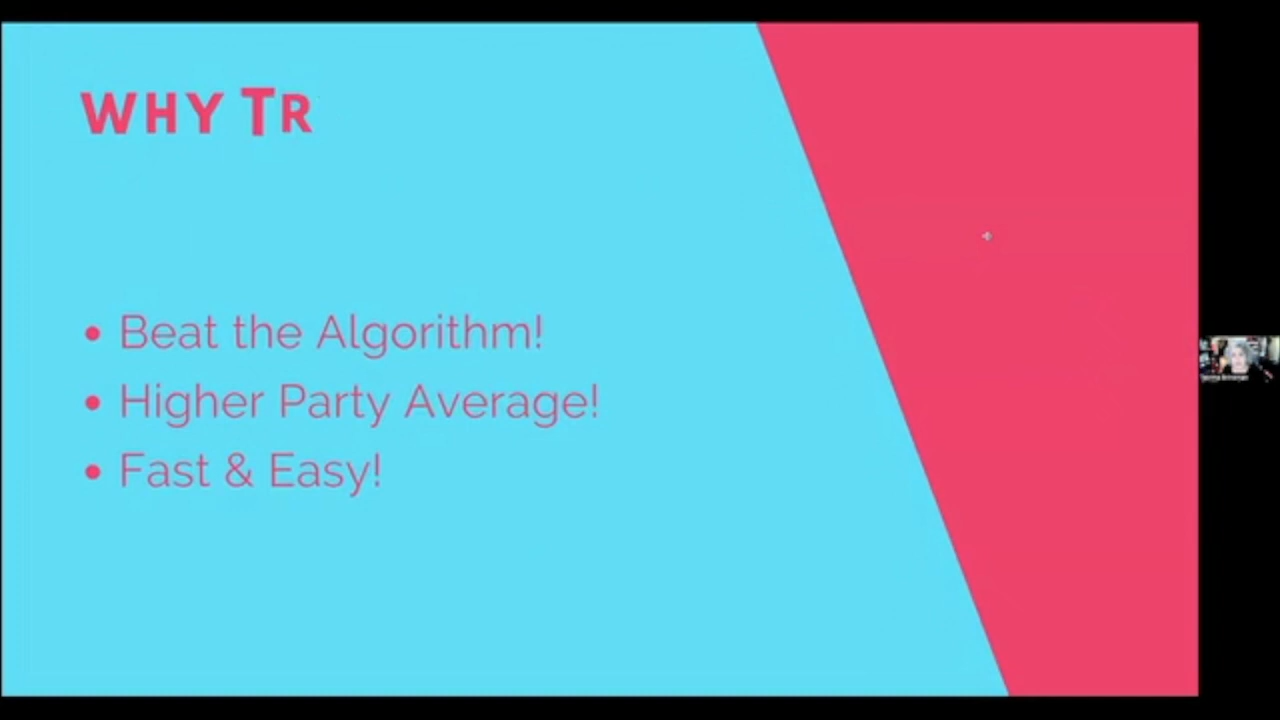 WHY TR
• Beat the Algorithm!
• Higher Party Average!
• Fast & Easy!